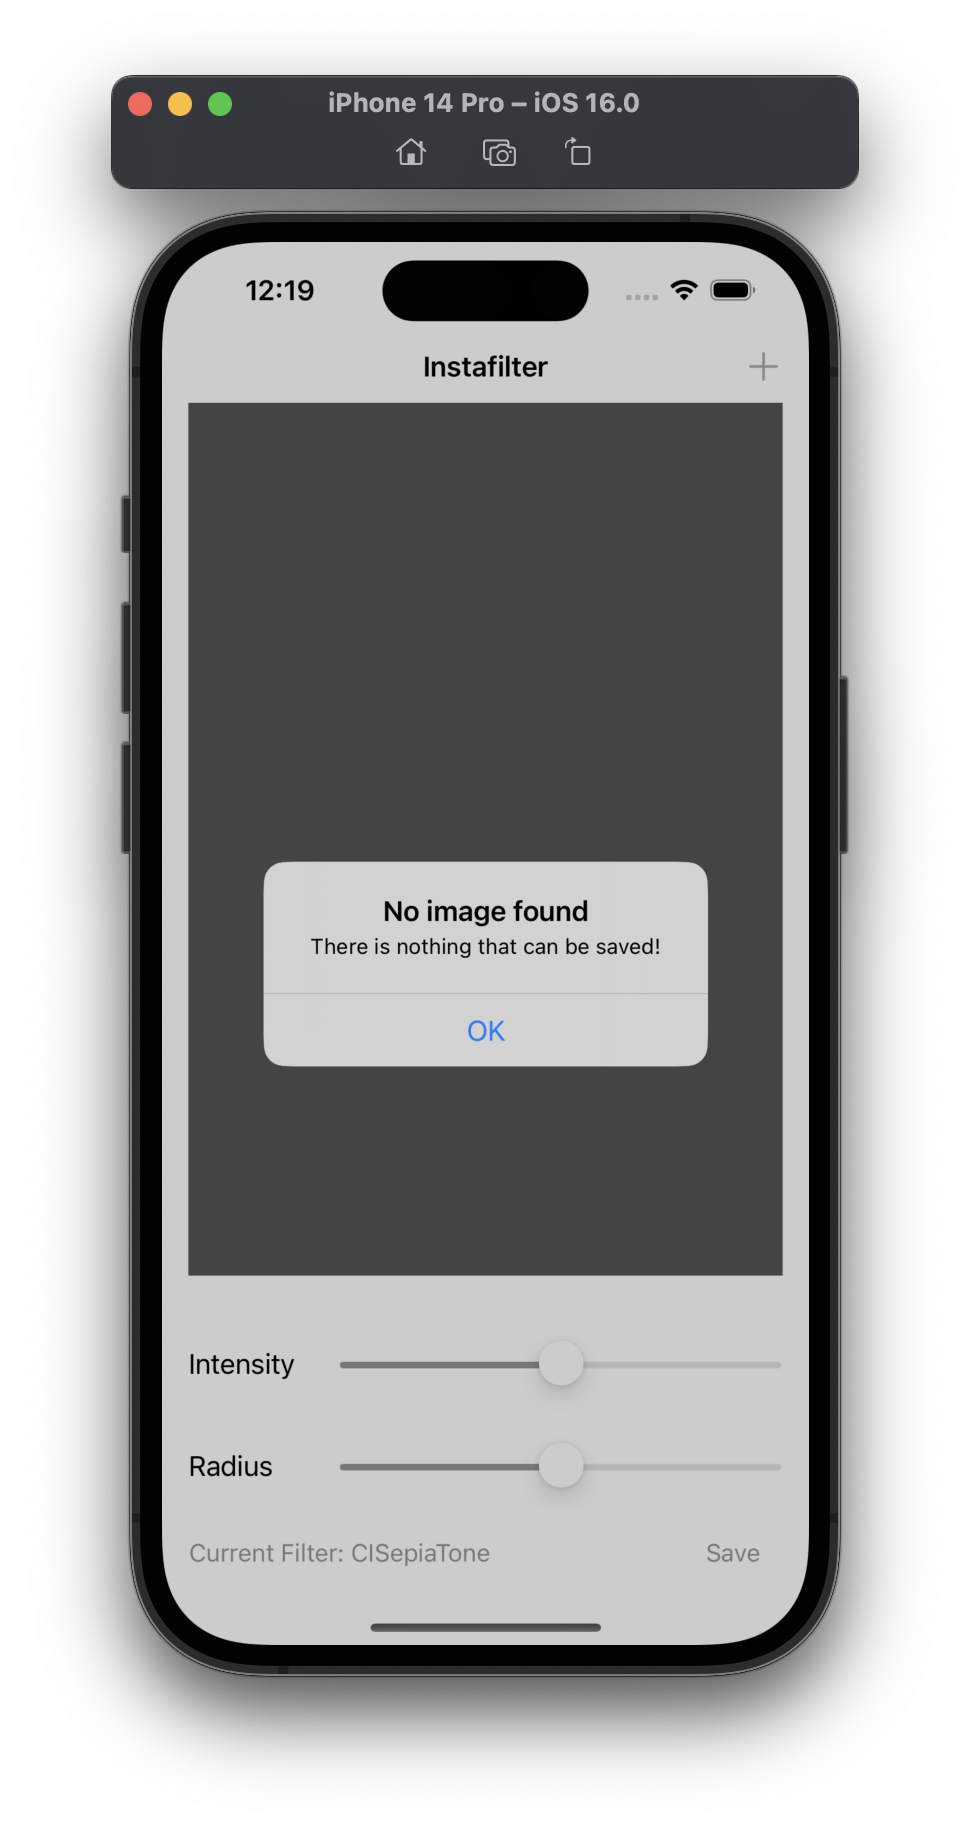 iPhone 14 Pro – iOS 16.0
12:19
Instafilter
No image found
There is nothing that can be saved!
OK
Intensity
Radius
Current Filter: CISepiaTone Save